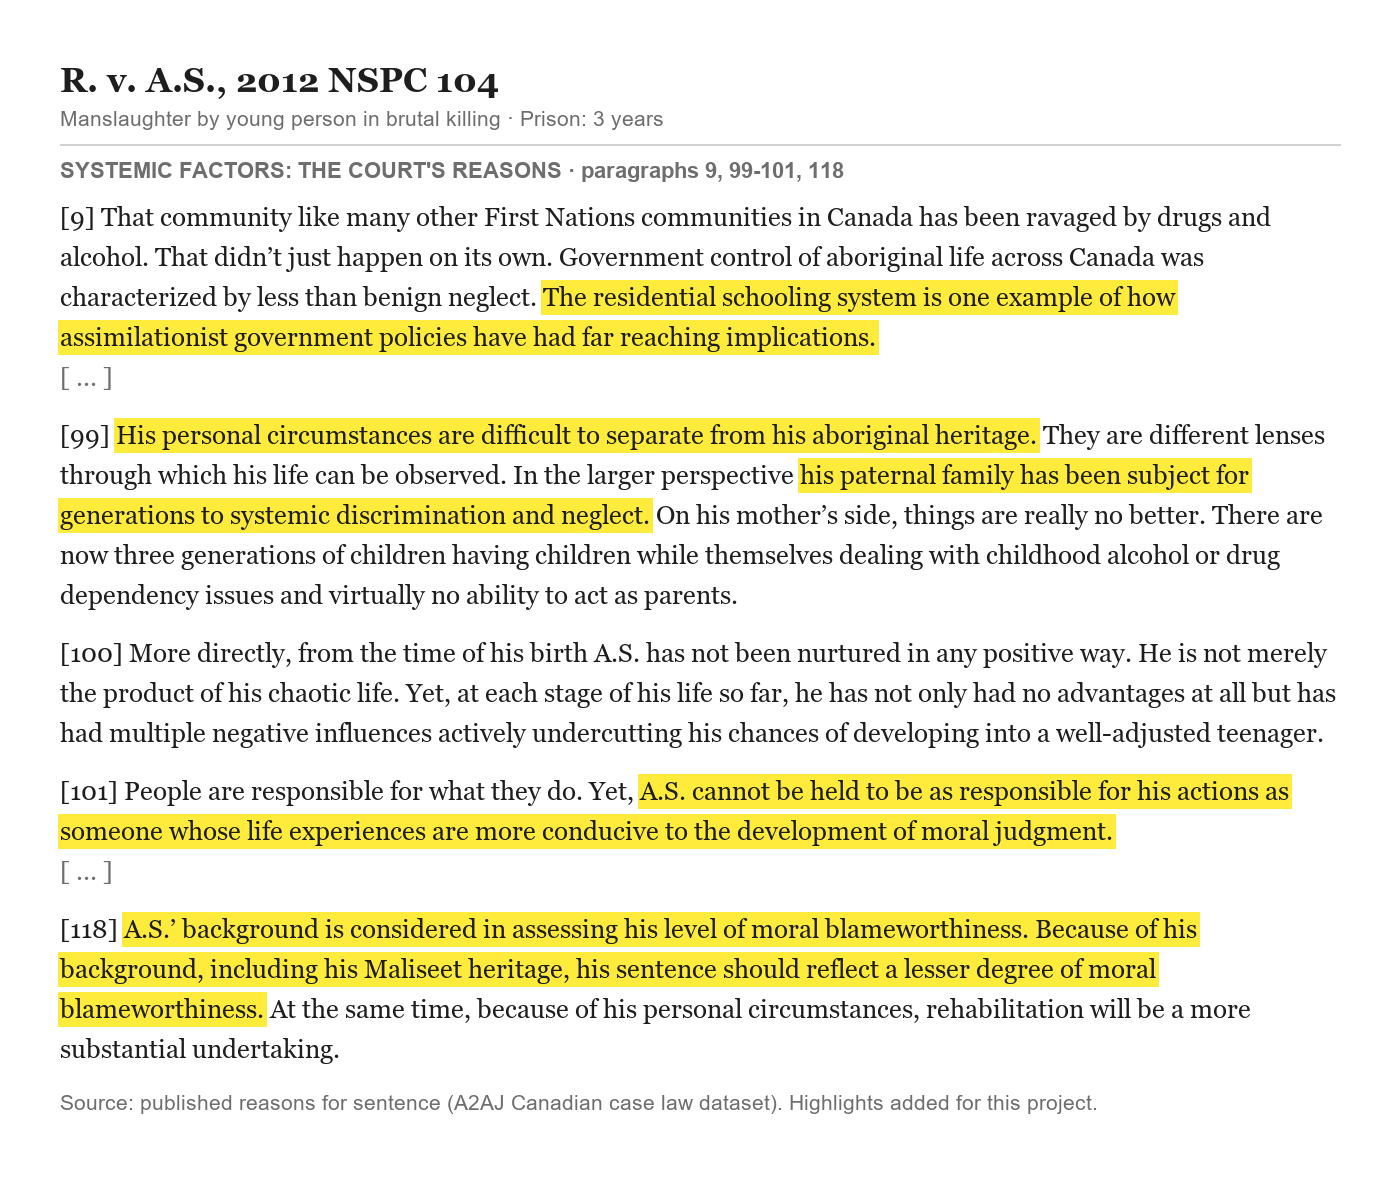 R. v. A.S., 2012 NSPC 104
Manslaughter by young person in brutal killing · Prison: 3 years
SYSTEMIC FACTORS: THE COURT'S REASONS · paragraphs 9, 99-101, 118
[9] That community like many other First Nations communities in Canada has been ravaged by drugs and
alcohol. That didn’t just happen on its own. Government control of aboriginal life across Canada was
characterized by less than benign neglect. The residential schooling system is one example of how
assimilationist government policies have had far reaching implications.
[ ... ]
[99] His personal circumstances are difficult to separate from his aboriginal heritage. They are different lenses
through which his life can be observed. In the larger perspective his paternal family has been subject for
generations to systemic discrimination and neglect. On his mother’s side, things are really no better. There are
now three generations of children having children while themselves dealing with childhood alcohol or drug
dependency issues and virtually no ability to act as parents.
[100] More directly, from the time of his birth A.S. has not been nurtured in any positive way. He is not merely
the product of his chaotic life. Yet, at each stage of his life so far, he has not only had no advantages at all but has
had multiple negative influences actively undercutting his chances of developing into a well-adjusted teenager.
[101] People are responsible for what they do. Yet, A.S. cannot be held to be as responsible for his actions as
someone whose life experiences are more conducive to the development of moral judgment.
[ ... ]
[118] A.S.’ background is considered in assessing his level of moral blameworthiness. Because of his
background, including his Maliseet heritage, his sentence should reflect a lesser degree of moral
blameworthiness. At the same time, because of his personal circumstances, rehabilitation will be a more
substantial undertaking.
Source: published reasons for sentence (A2AJ Canadian case law dataset). Highlights added for this project.